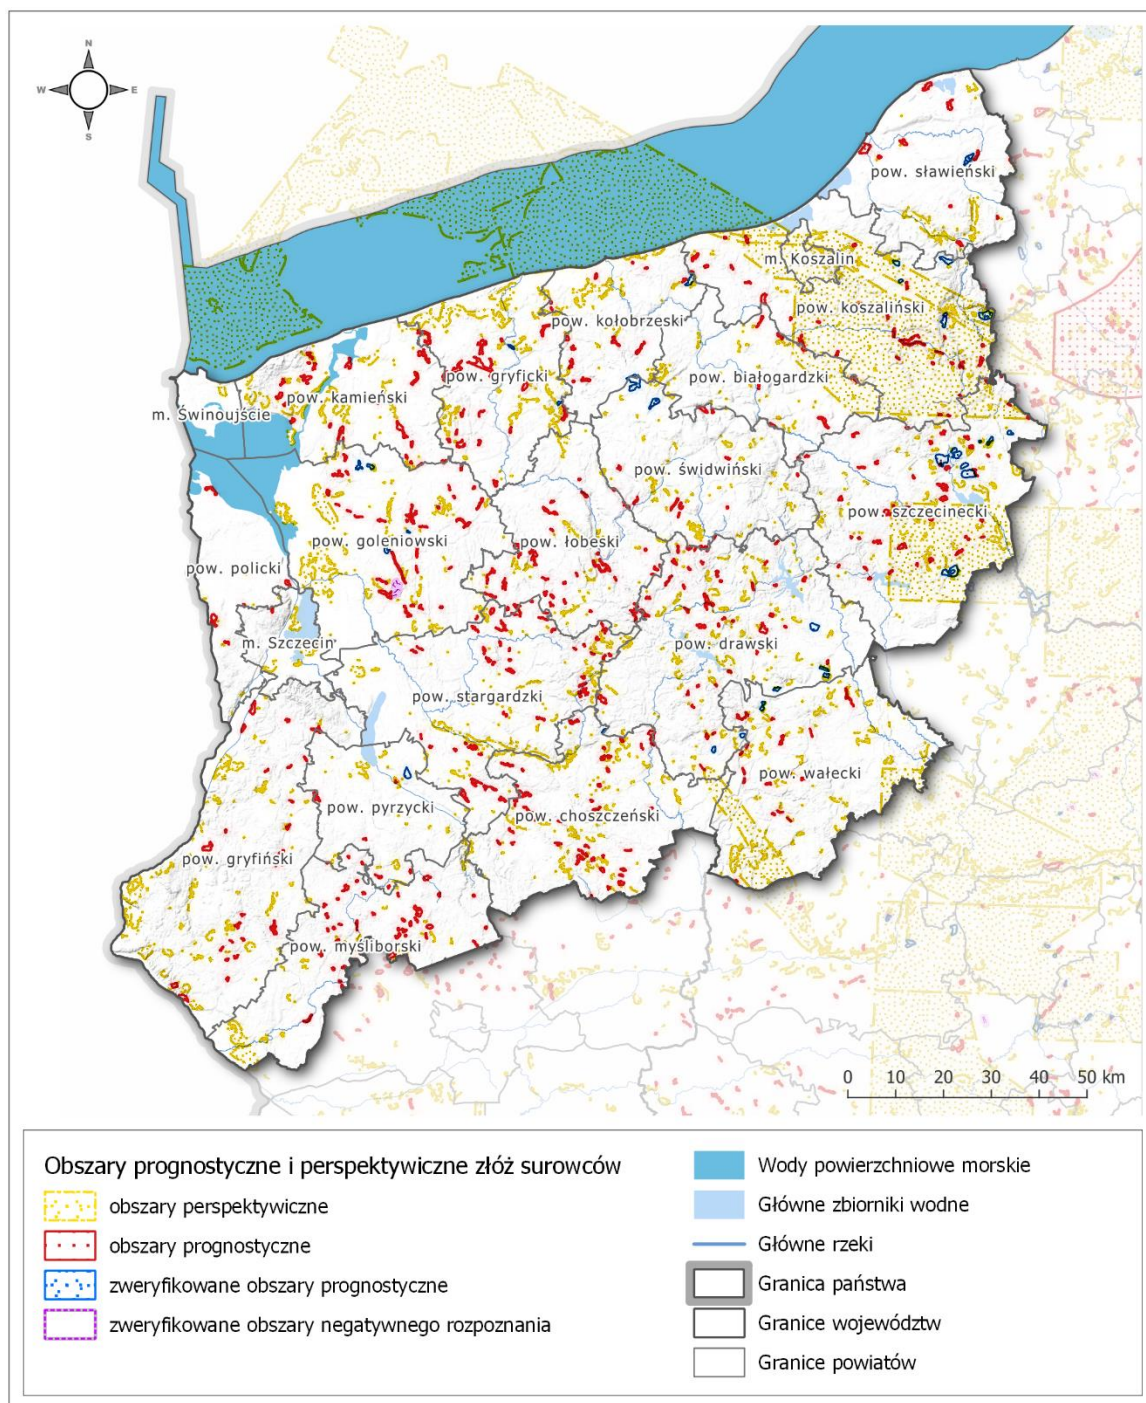 N
W
E
S
pow. sławieński
m. Koszalin
pow. koszaliński
pow. kołobrzeski
pow. gryficki
pow. białogardzki
pow. kamieński
m. Świnoujście
pow. świdwiński
pow. szczecinecki
pow. goleniowski
pow. łobeski
pow. policki
m. Szczecin
pow. drawski
pow. stargardzki
pow. wałecki
pow. pyrzycki
pow. choszczeński
pow. gryfiński
pow. myśliborski
0 10 20 30 40 50 km
Obszary prognostyczne i perspektywiczne złóż surowców
obszary perspektywiczne
obszary prognostyczne
zweryfikowane obszary prognostyczne
zweryfikowane obszary negatywnego rozpoznania
Wody powierzchniowe morskie
Główne zbiorniki wodne
Główne rzeki
Granica państwa
Granice województw
Granice powiatów